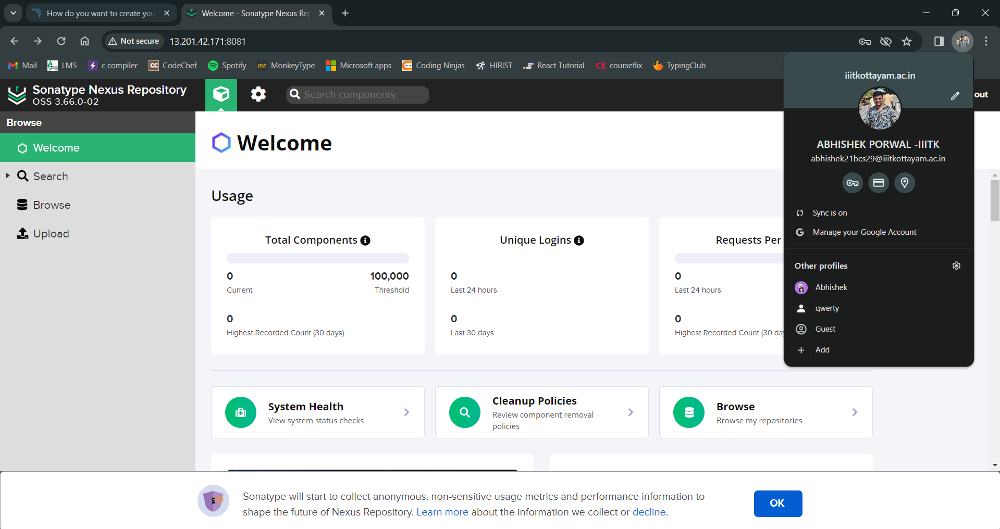 How do you want to create you
Welcome - Sonatype Nexus Rep
Not secure
13.201.42.171:8081
Mail
LMS
c compiler
CC
CodeChef
Spotify
mt
MonkeyType
Microsoft apps
Coding Ninjas
HIRIST
React Tutorial
CX
courseflix
TypingClub
Sonatype Nexus Repository
OSS 3.66.0-02
Search components
out
Browse
Welcome
Search
Browse
Upload
Welcome
Usage
Total Components
0
100,000
Current
Threshold
0
Highest Recorded Count (30 days)
Unique Logins
0
Last 24 hours
0
Last 30 days
Requests Per
0
Last 24 hours
0
Highest Recorded Count (30 da
System Health
View system status checks
Cleanup Policies
Review component removal
policies
Browse
Browse my repositories
iiitkottayam.ac.in
ABHISHEK PORWAL -IIITK
abhishek21bcs29@iiitkottayam.ac.in
Sync is on
G
Manage your Google Account
Other profiles
Abhishek
qwerty
Guest
Add
Sonatype will start to collect anonymous, non-sensitive usage metrics and performance information to
shape the future of Nexus Repository. Learn more about the information we collect or decline.
OK